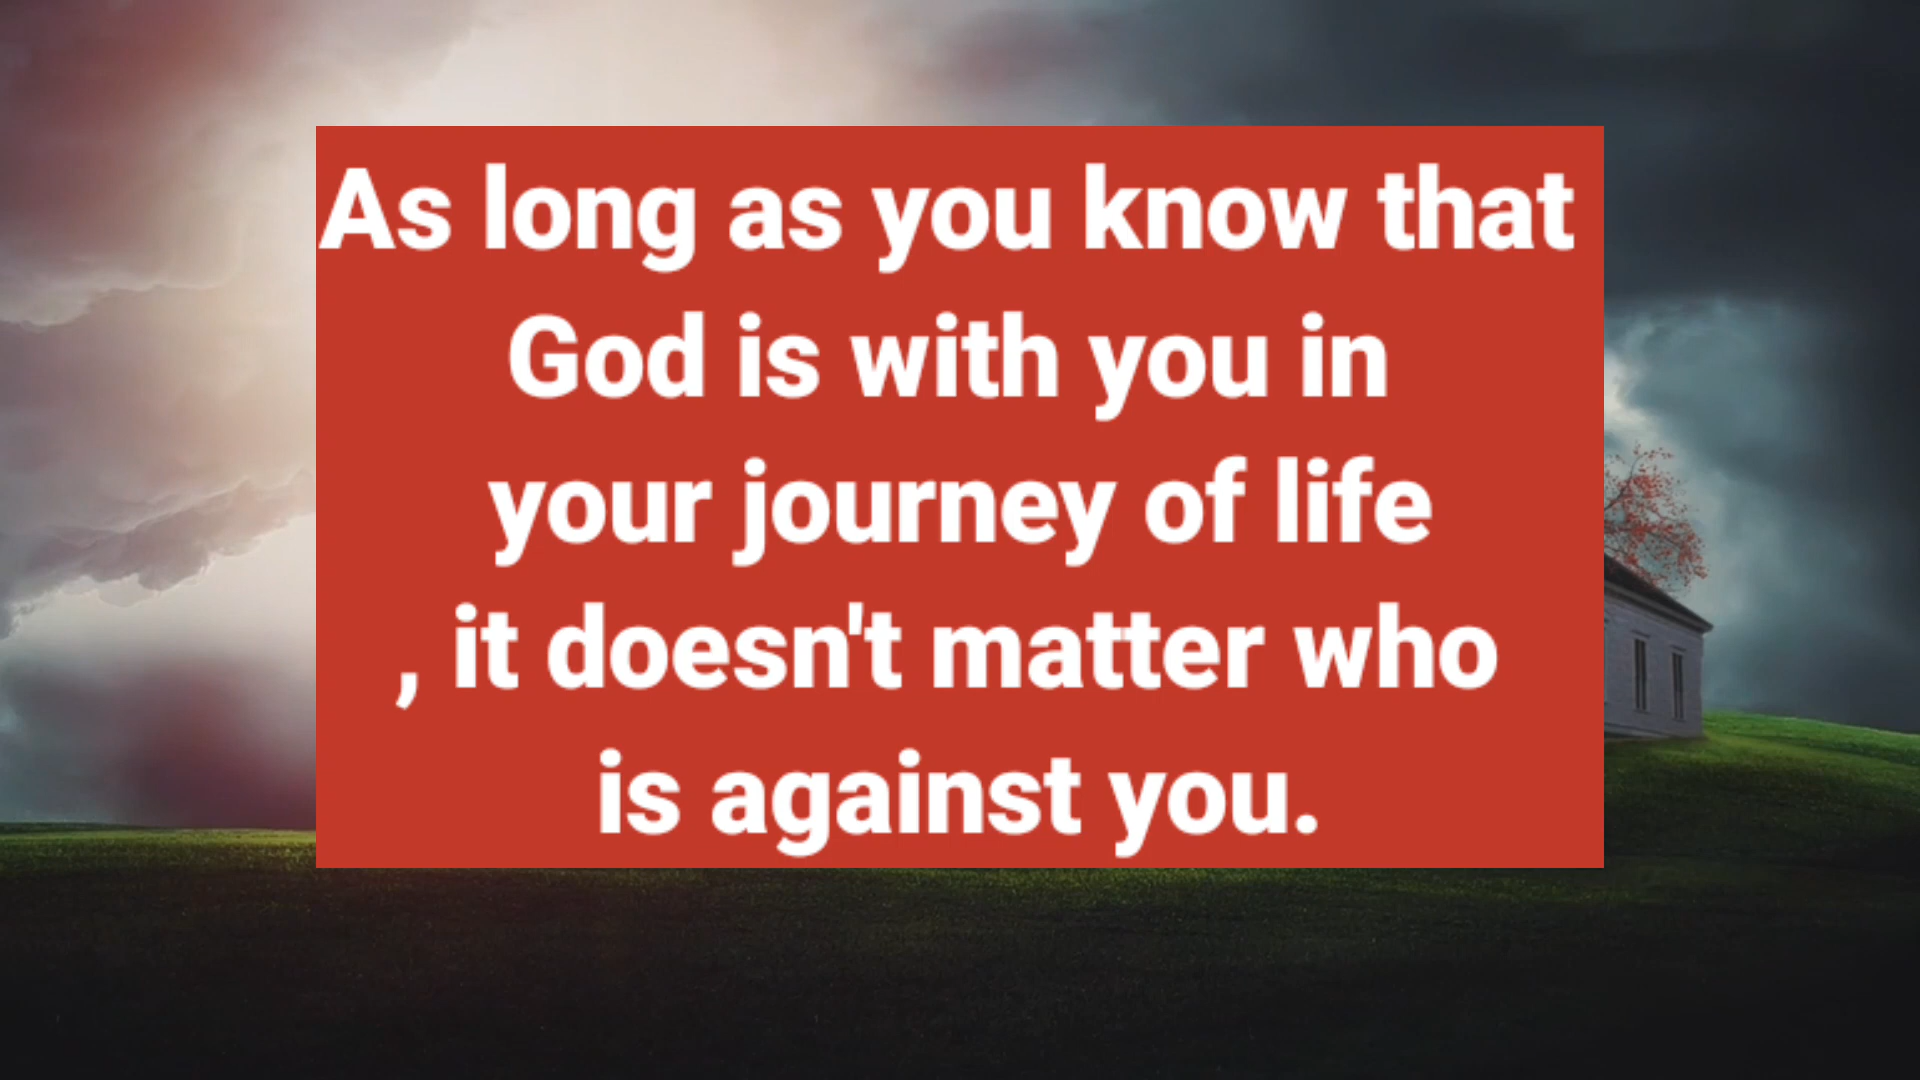 As long as you know that
God is with you in
your journey of life
, it doesn't matter who
is against you.